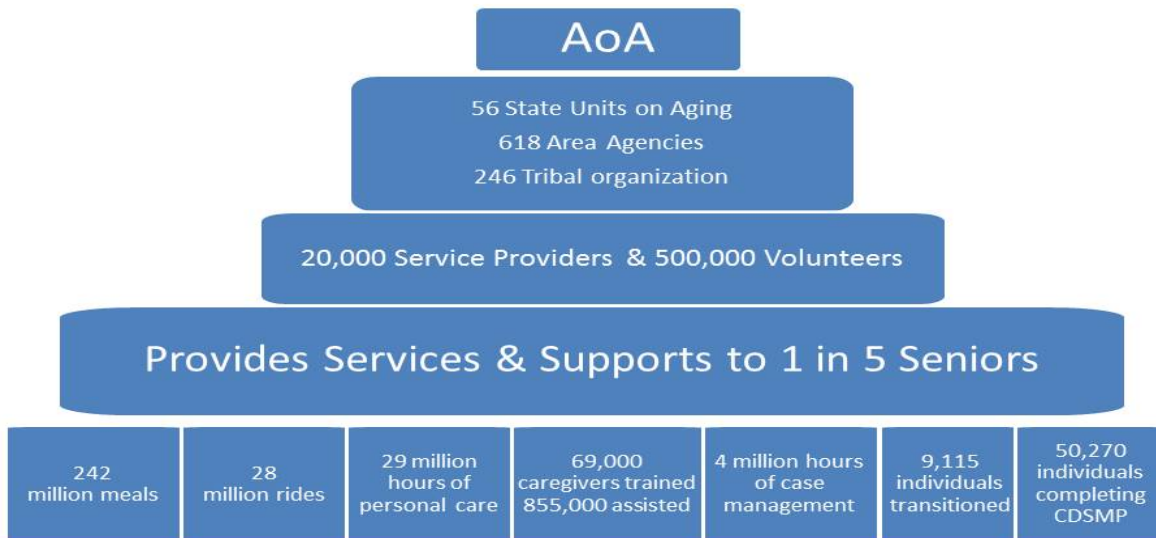 AoA
56 State Units on Aging
618 Area Agencies
246 Tribal organization
20,000 Service Providers & 500,000 Volunteers
Provides Services & Supports to 1 in 5 Seniors
242
million meals
28
million rides
29 million
hours of
personal care
69,000
caregivers trained
855,000 assisted
4 million hours
of case
management
9,115
individuals
transitioned
50,270
individuals
completing
CDSMP